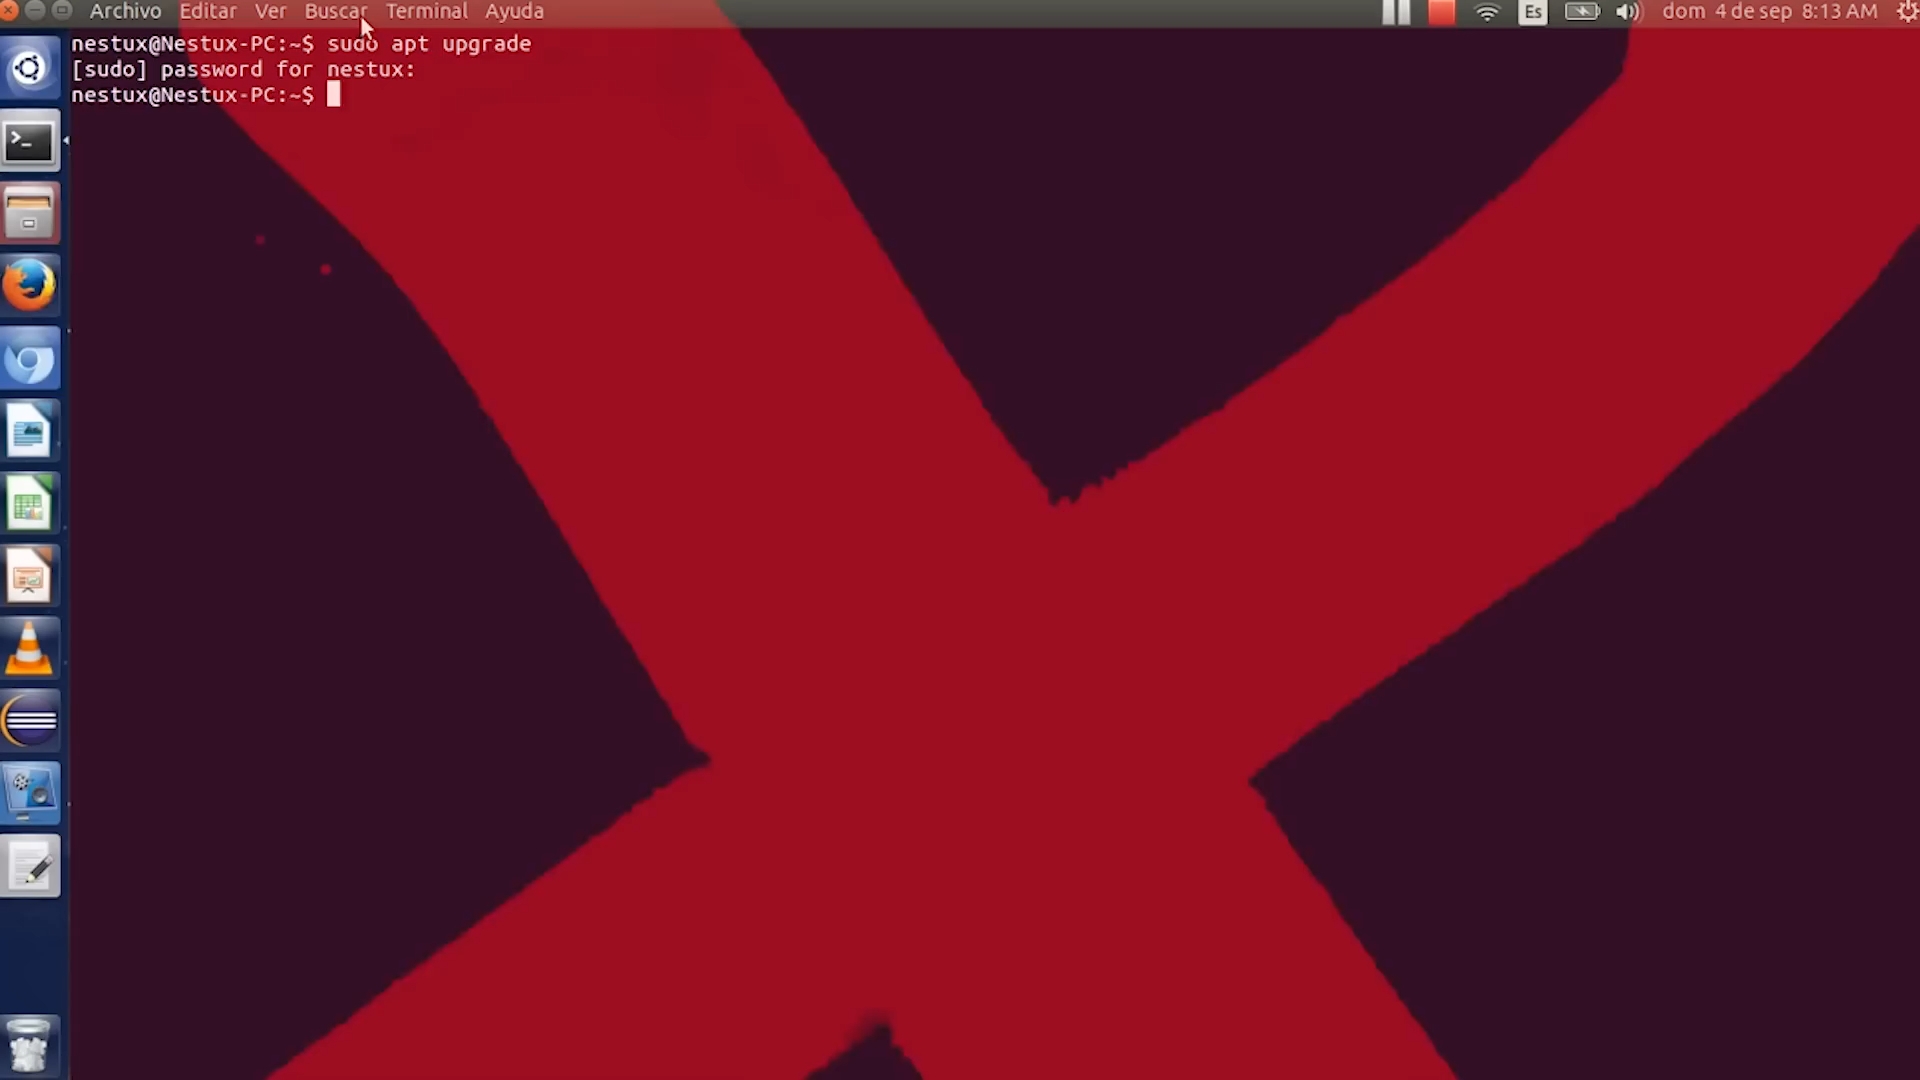 Archivo Editar Ver Buscar Terminal Ayuda
Es dom 4 de sep 8:13 AM
nestux@Nestux-PC:~$ sudo apt upgrade
[sudo] password for nestux:
nestux@Nestux-PC:~$